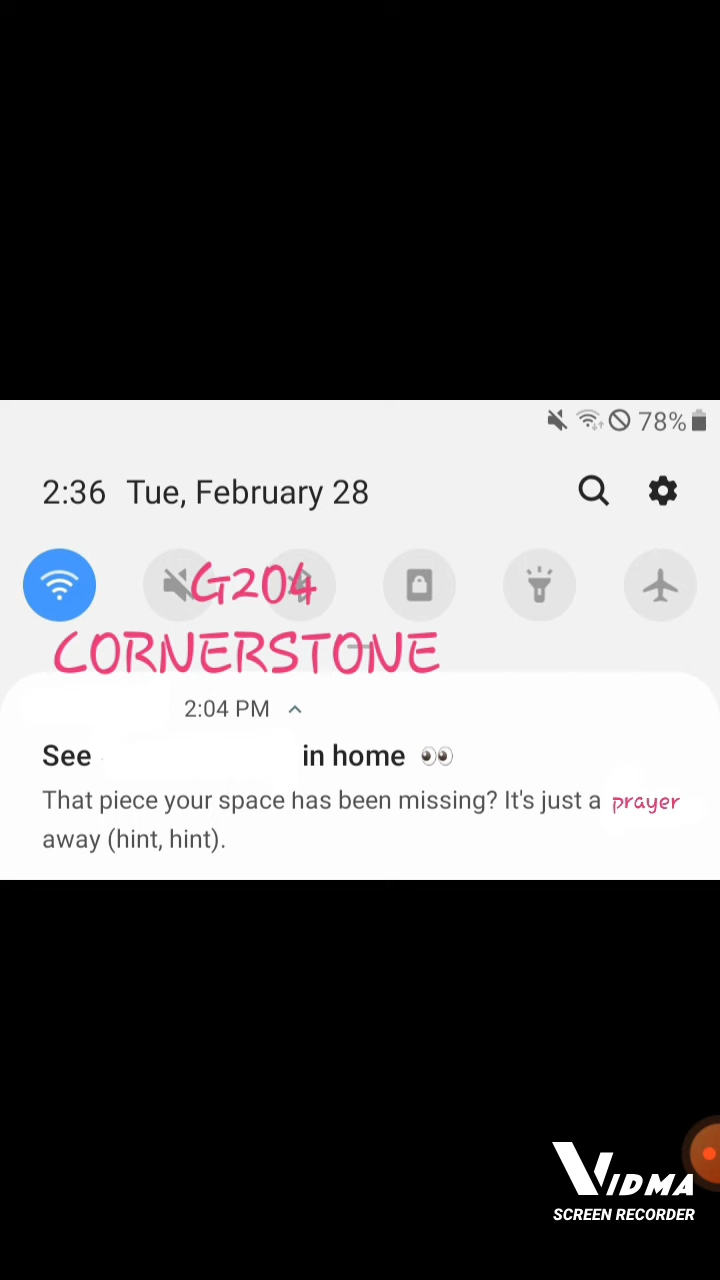 78%
2:36 Tue, February 28
G204
CORNERSTONE
2:04 PM
See in home 👀
That piece your space has been missing? It's just a prayer
away (hint, hint).
VIDMA
SCREEN RECORDER